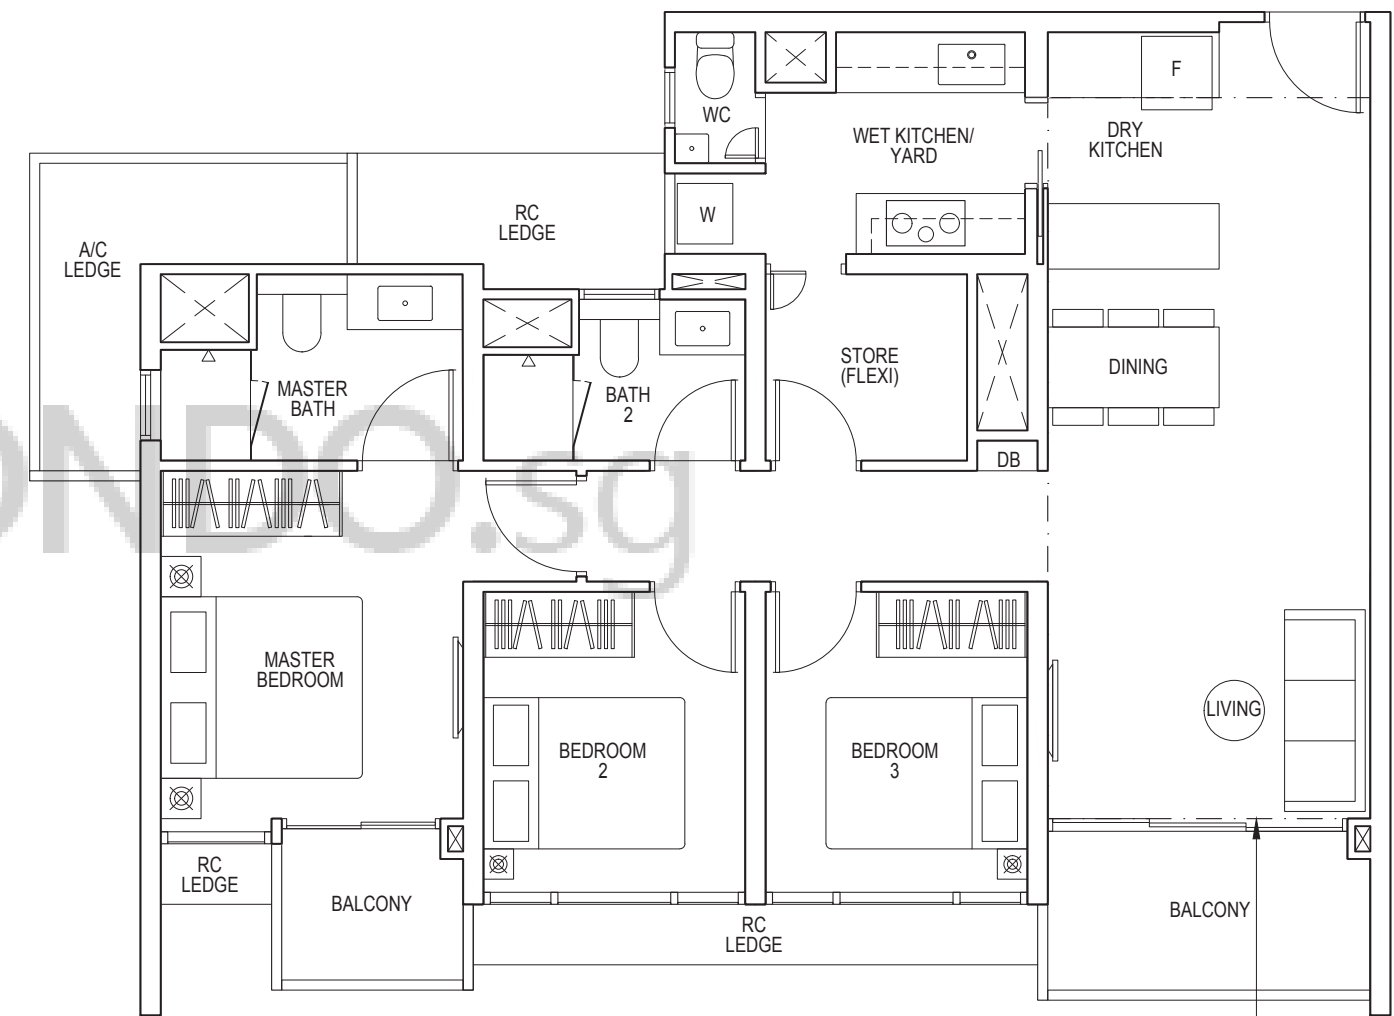 F
WC
WET KITCHEN/
YARD
DRY
KITCHEN
W
RC
LEDGE
A/C
LEDGE
STORE
(FLEXI)
DINING
MASTER
BATH
BATH
2
DB
ONDO.sg
MASTER
BEDROOM
LIVING
BEDROOM
2
BEDROOM
3
RC
LEDGE
BALCONY
BALCONY
RC
LEDGE